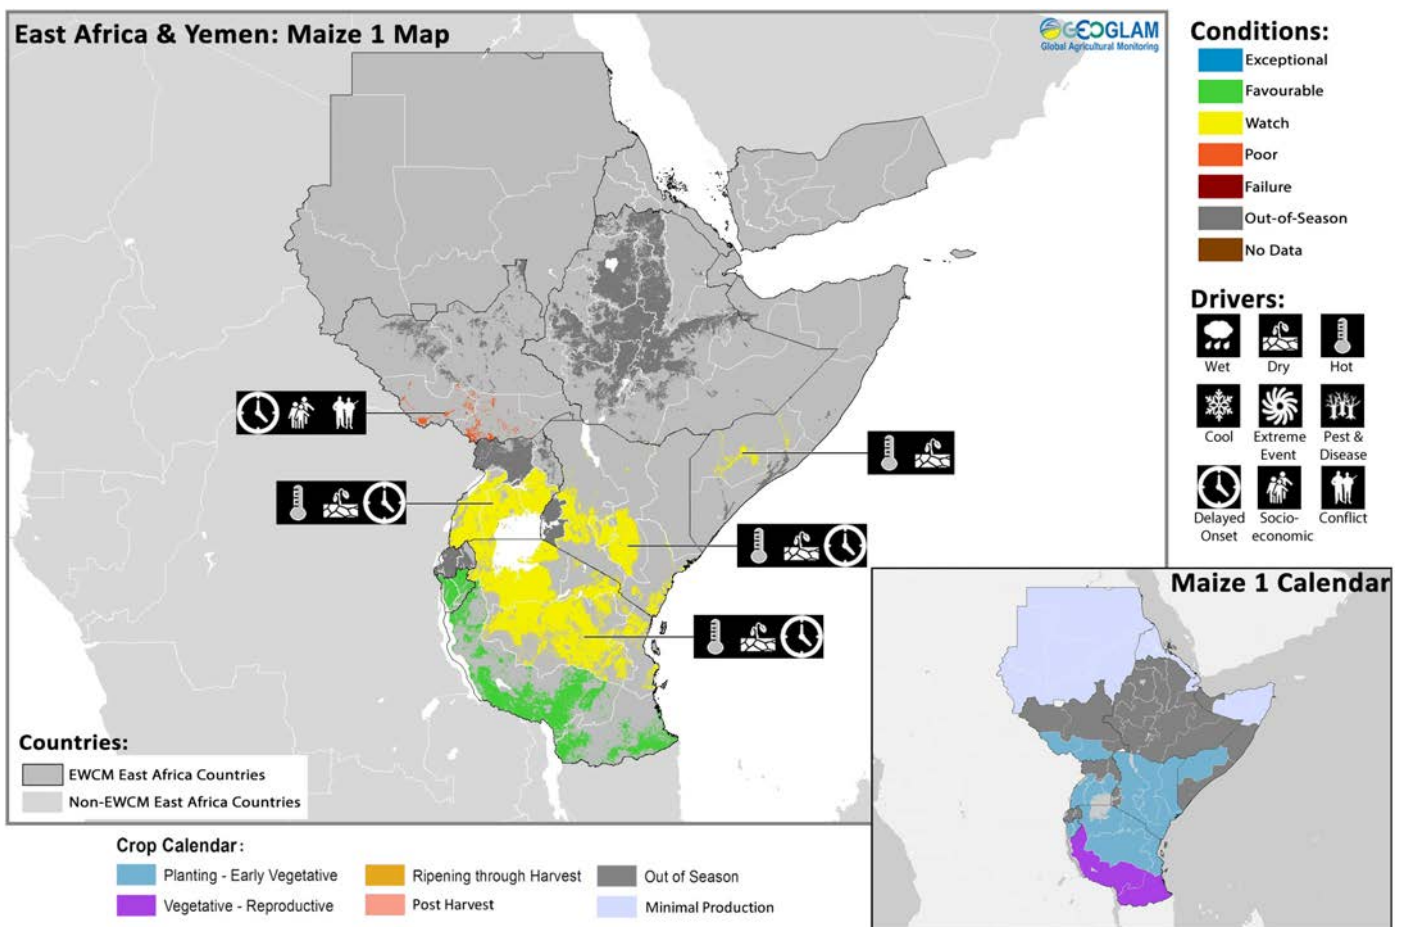 East Africa & Yemen: Maize 1 Map
GEOGLAM
Global Agricultural Monitoring
Conditions:
Exceptional
Favourable
Watch
Poor
Failure
Out-of-Season
No Data
Drivers:
Wet
Dry
Hot
Cool
Extreme
Event
Pest &
Disease
Delayed
Onset
Socio-
economic
Conflict
Maize 1 Calendar
Countries:
EWCM East Africa Countries
Non-EWCM East Africa Countries
Crop Calendar:
Planting - Early Vegetative
Ripening through Harvest
Out of Season
Vegetative - Reproductive
Post Harvest
Minimal Production